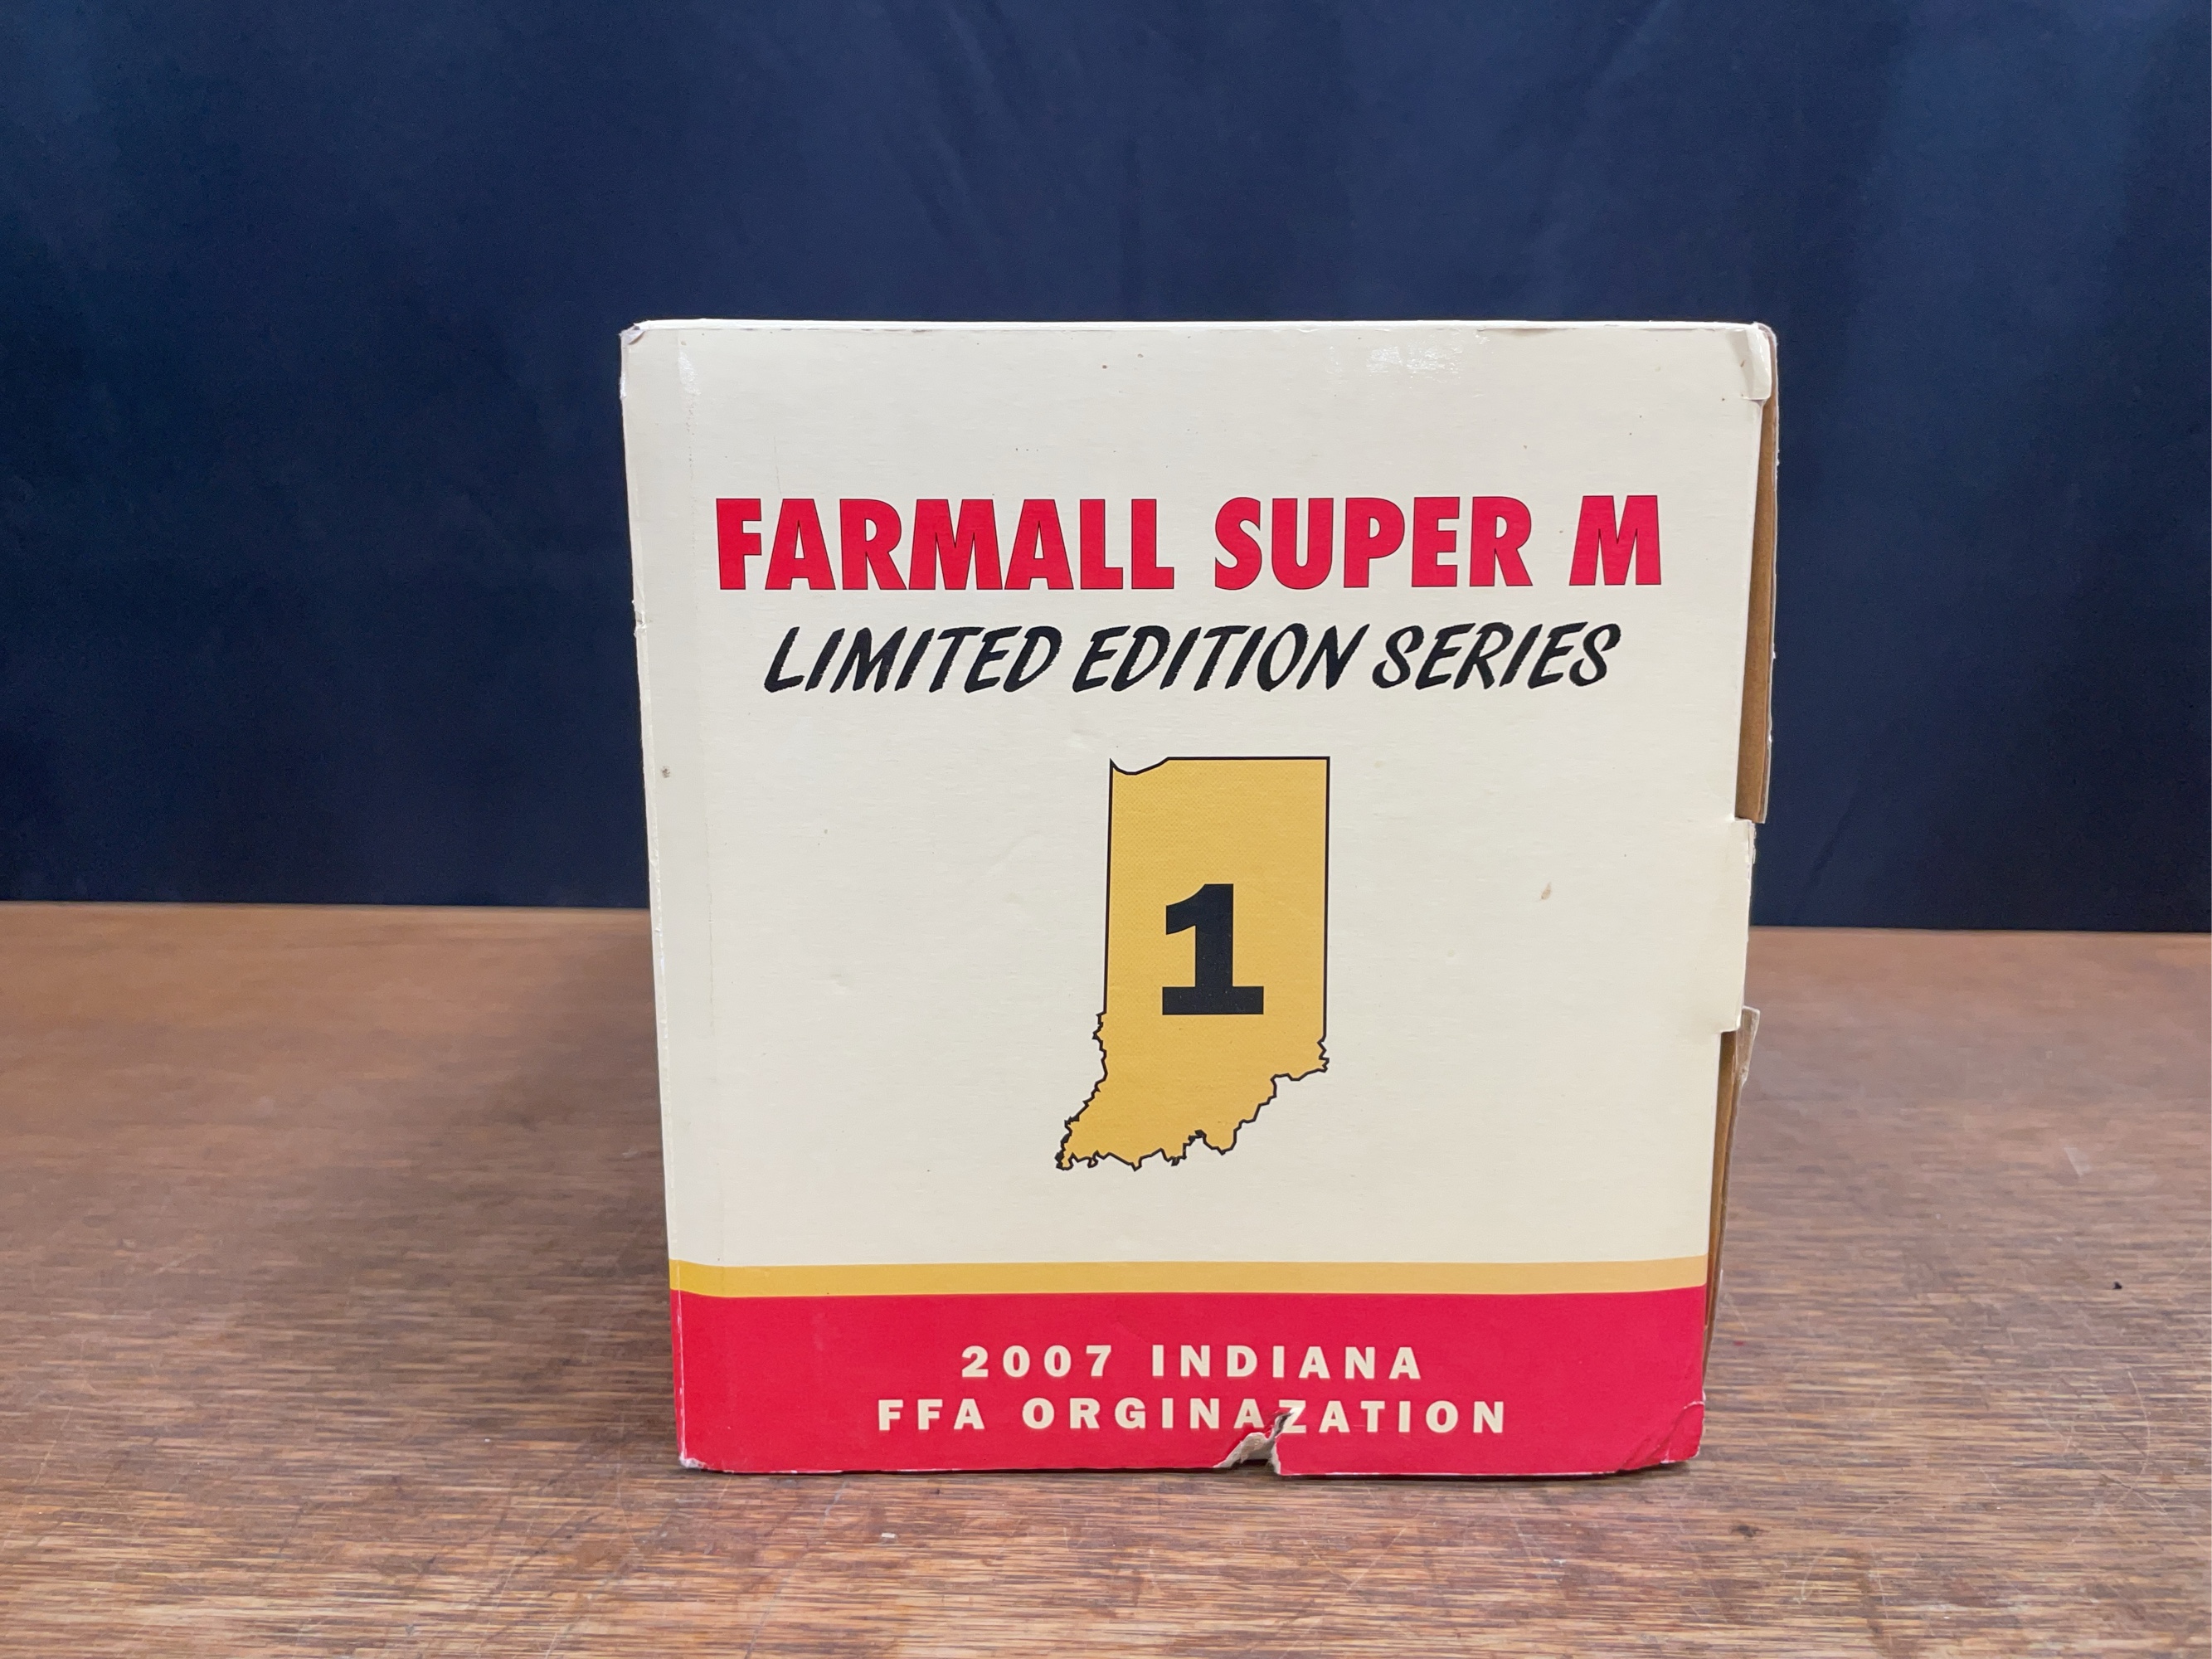 FARMALL SUPER M
LIMITED EDITION SERIES
1
2007 INDIANA
FFA ORGINAZATION